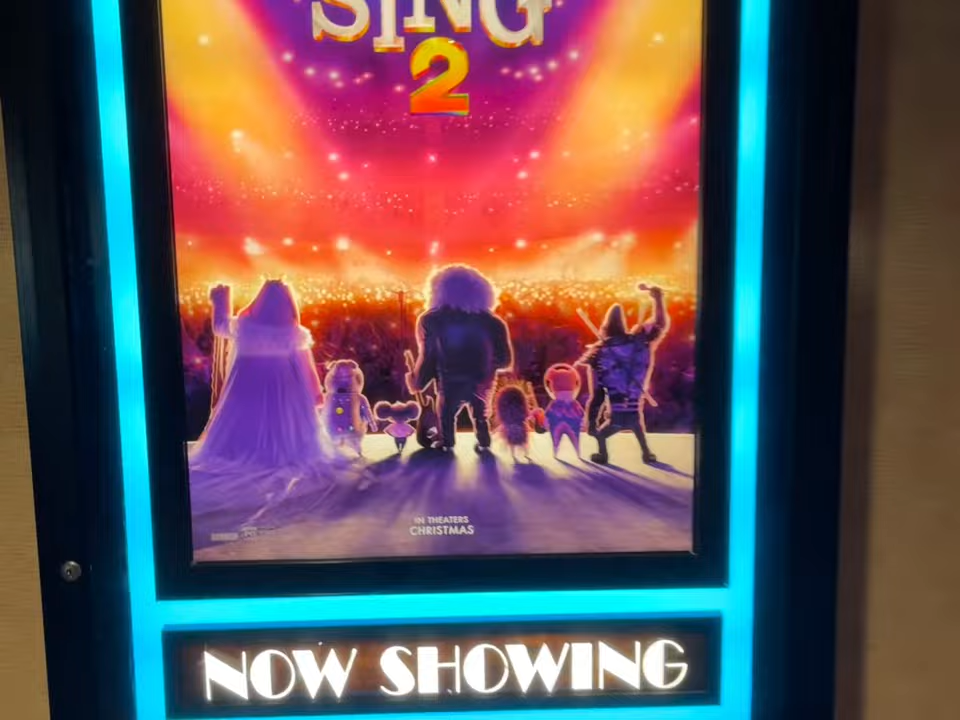 SING
2
IN THEATERS
CHRISTMAS
NOW SHOWING